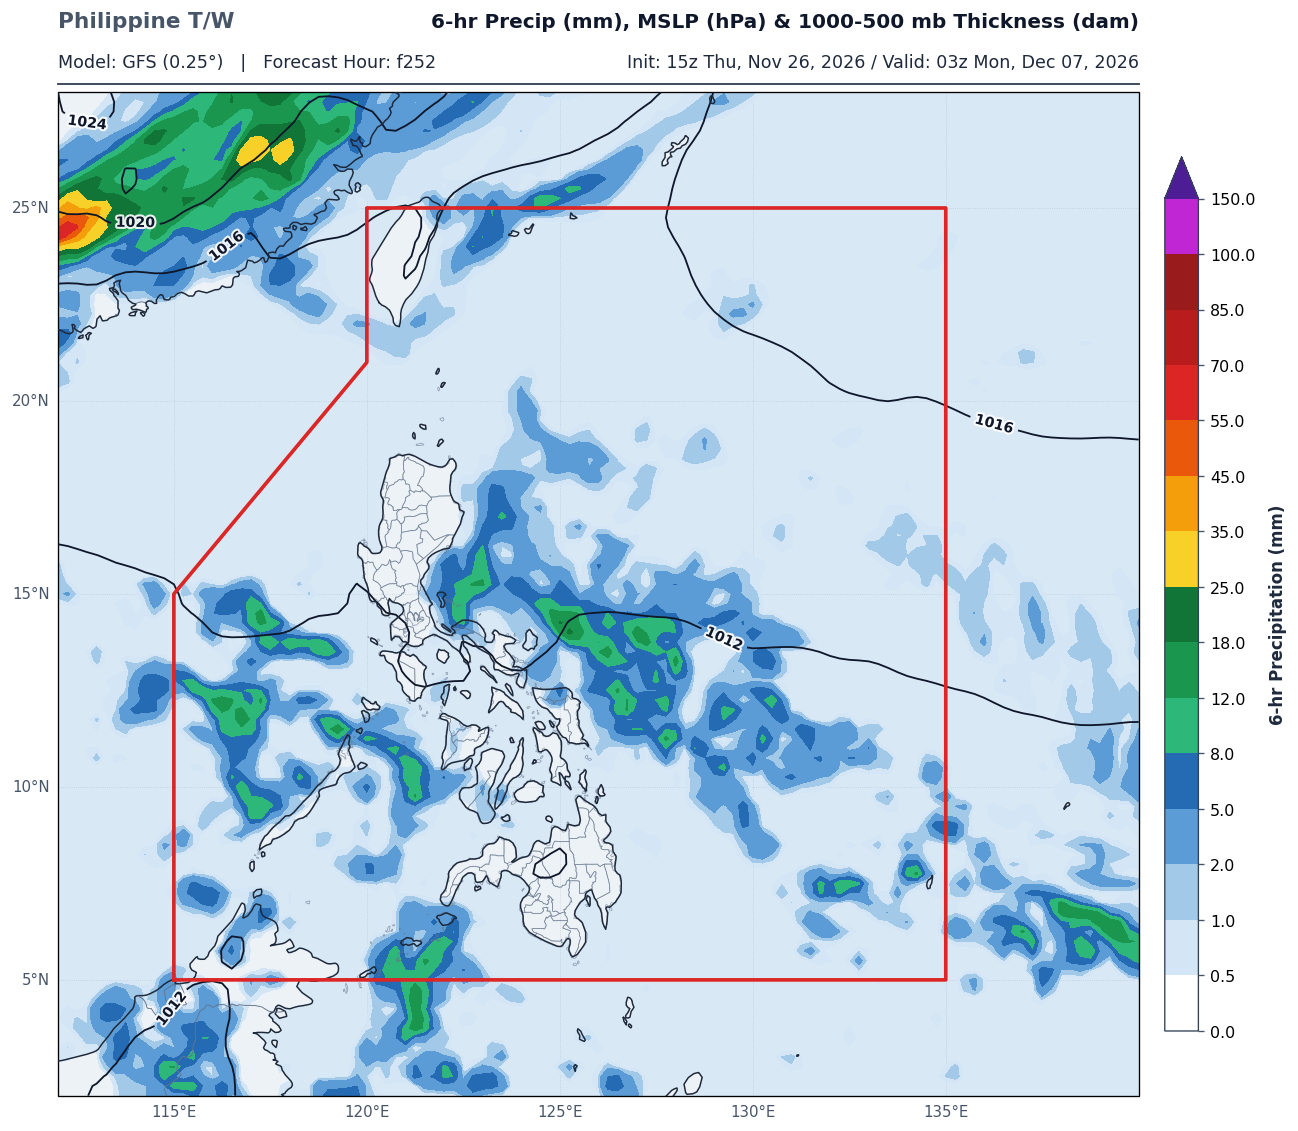 Philippine T/W
6-hr Precip (mm), MSLP (hPa) & 1000-500 mb Thickness (dam)
Model: GFS (0.25°) | Forecast Hour: f252
Init: 15z Thu, Nov 26, 2026 / Valid: 03z Mon, Dec 07, 2026
1024
1020
1016
1016
1012
1012
25°N
20°N
15°N
10°N
5°N
115°E
120°E
125°E
130°E
135°E
150.0
100.0
85.0
70.0
55.0
45.0
35.0
25.0
18.0
12.0
8.0
5.0
2.0
1.0
0.5
0.0
6-hr Precipitation (mm)